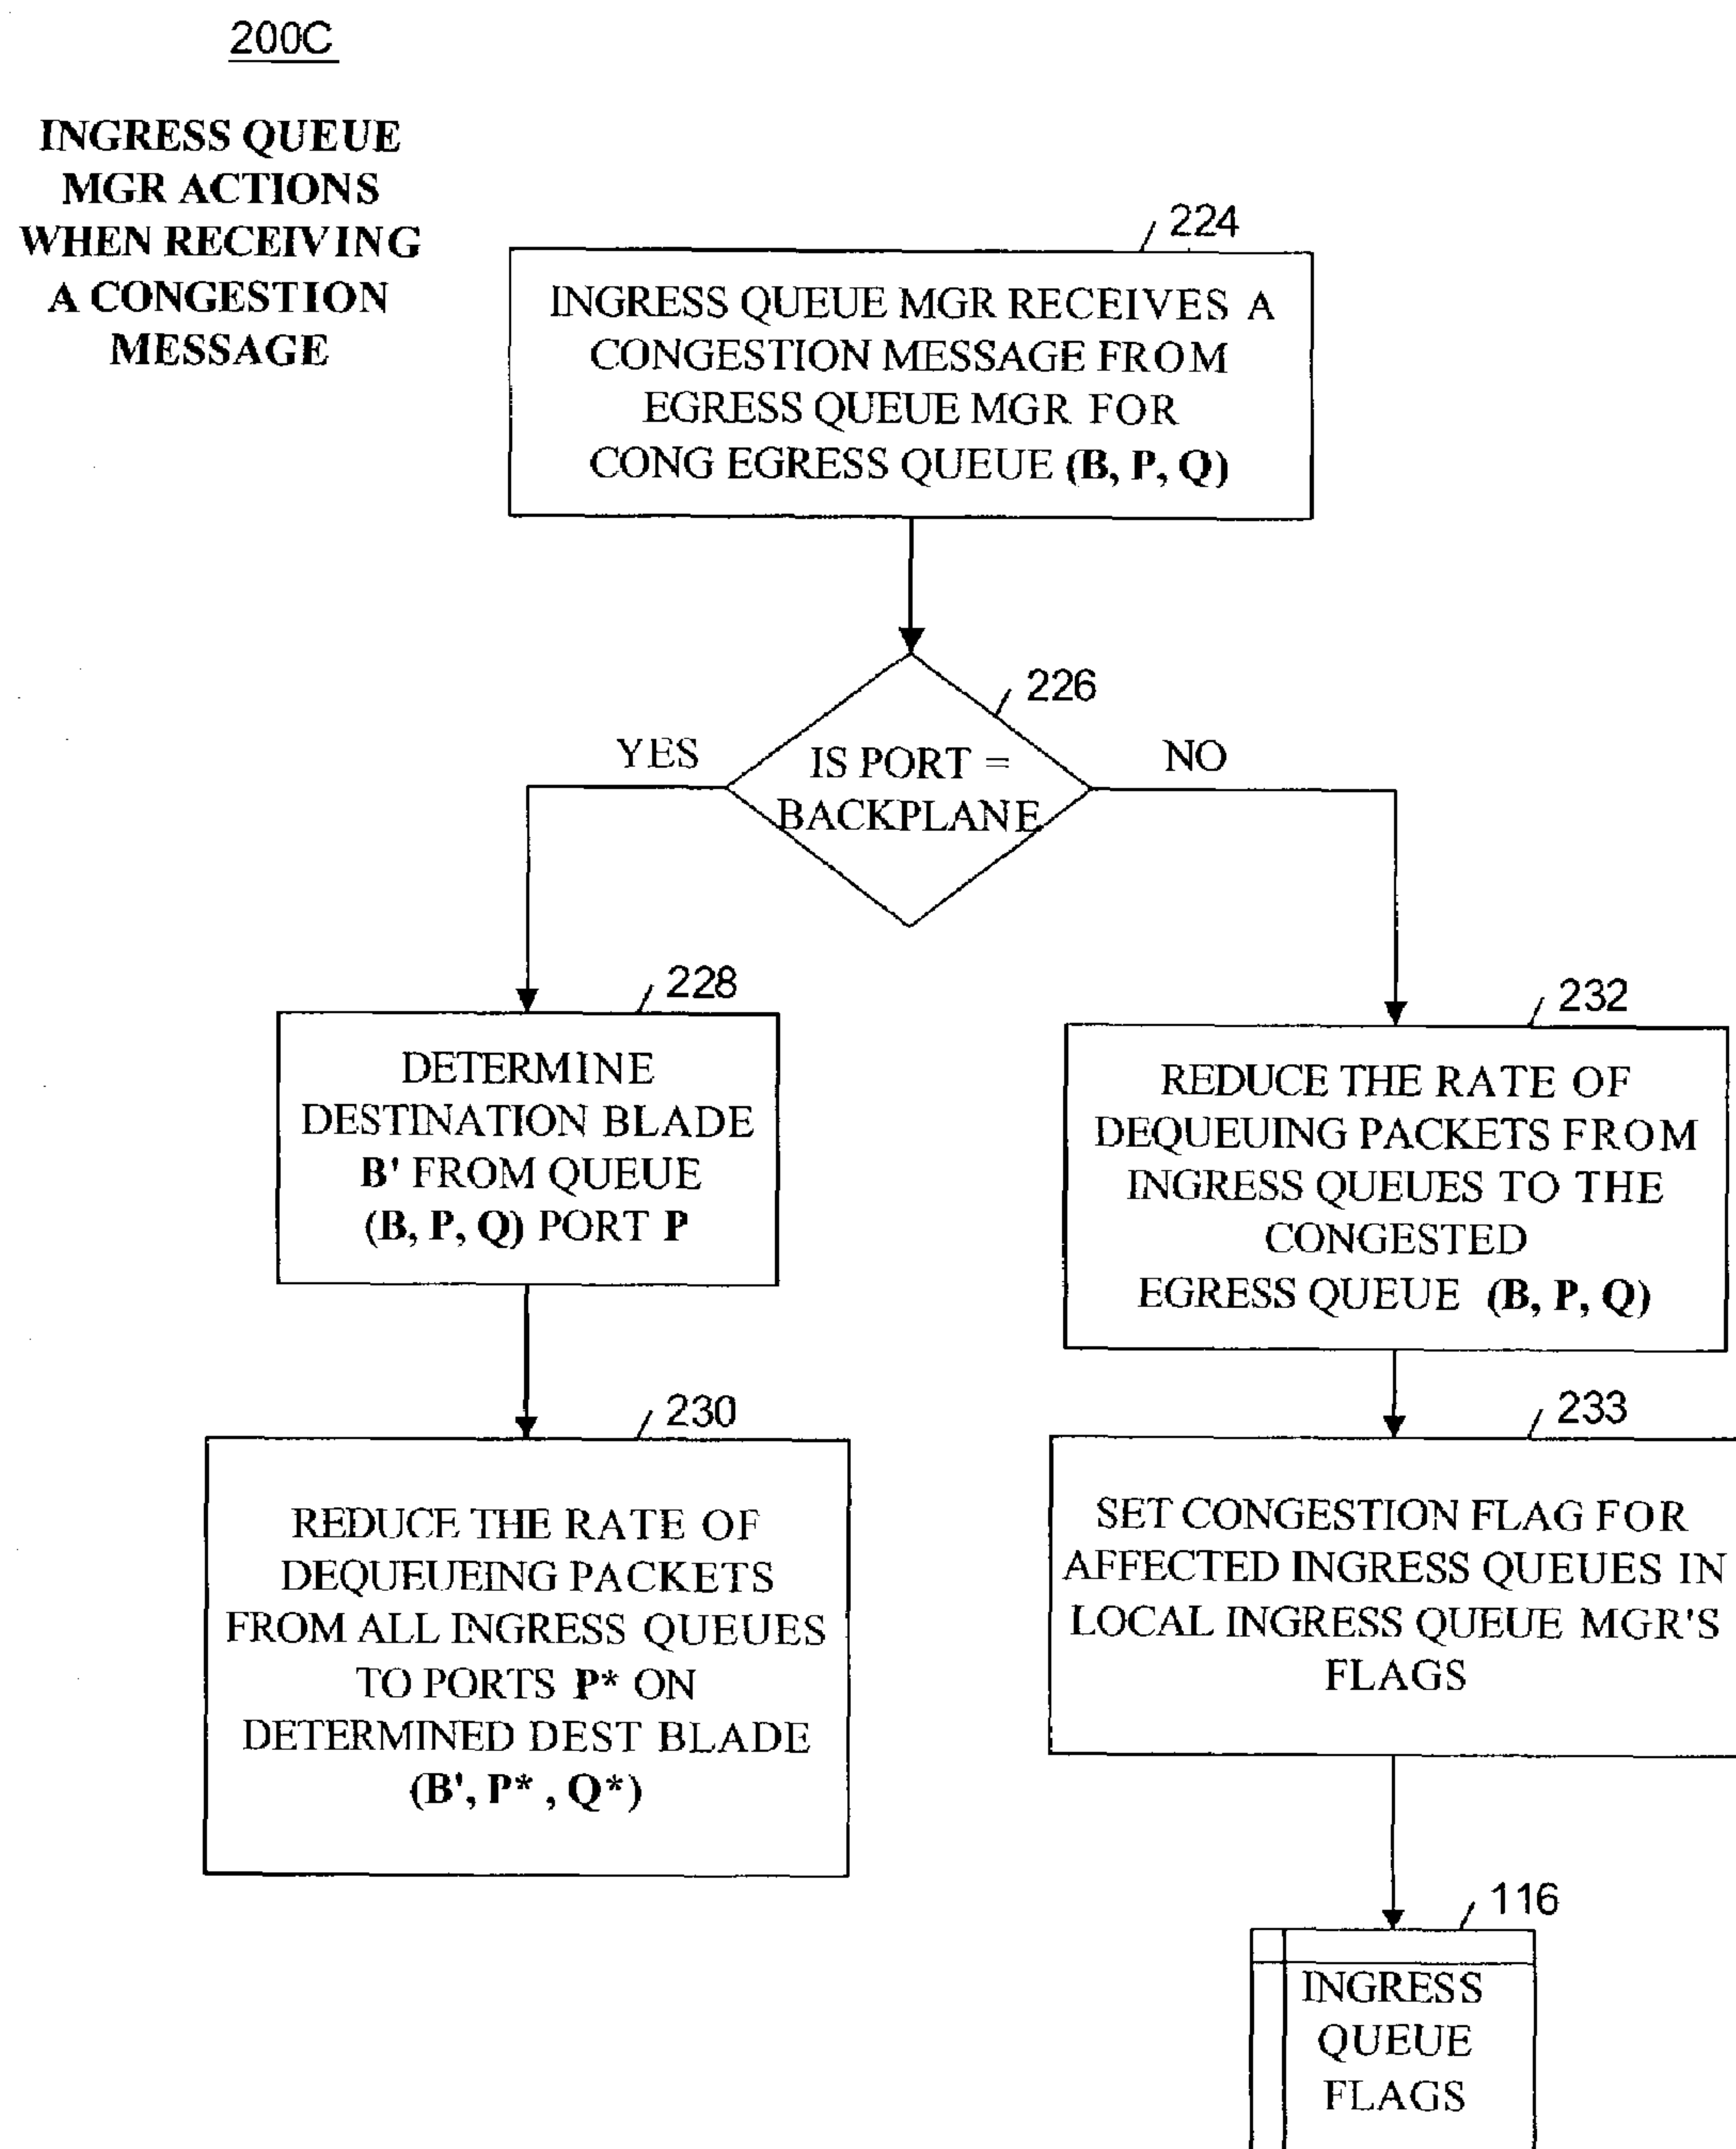 200C
INGRESS QUEUE
MGR ACTIONS
WHEN RECEIVING
A CONGESTION
MESSAGE
224
INGRESS QUEUE MGR RECEIVES A
CONGESTION MESSAGE FROM
EGRESS QUEUE MGR FOR
CONG EGRESS QUEUE (B, P, Q)
226
YES
IS PORT =
BACKPLANE
NO
228
DETERMINE
DESTINATION BLADE
B' FROM QUEUE
(B, P, Q) PORT P
232
REDUCE THE RATE OF
DEQUEUING PACKETS FROM
INGRESS QUEUES TO THE
CONGESTED
EGRESS QUEUE (B, P, Q)
230
REDUCE THE RATE OF
DEQUEUEING PACKETS
FROM ALL INGRESS QUEUES
TO PORTS P* ON
DETERMINED DEST BLADE
(B', P* , Q*)
233
SET CONGESTION FLAG FOR
AFFECTED INGRESS QUEUES IN
LOCAL INGRESS QUEUE MGR'S
FLAGS
116
INGRESS
QUEUE
FLAGS